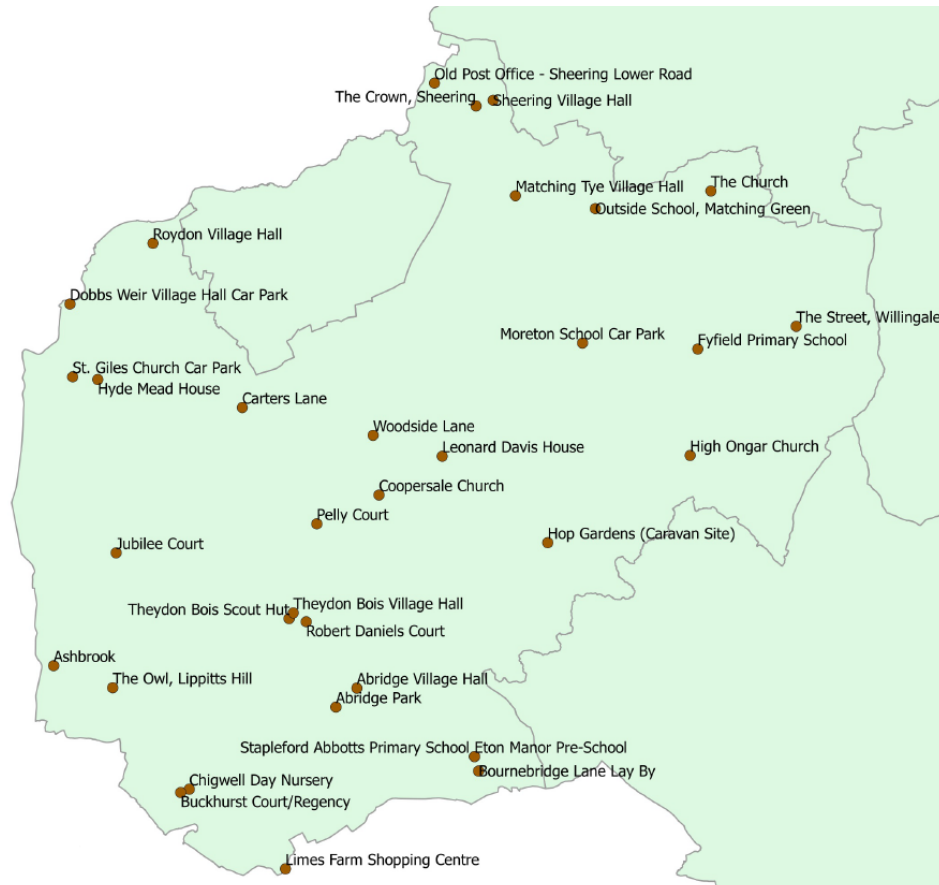 Old Post Office - Sheering Lower Road
The Crown, Sheering
Sheering Village Hall
Matching Tye Village Hall
The Church
Outside School, Matching Green
Roydon Village Hall
Dobbs Weir Village Hall Car Park
The Street, Willingale
Moreton School Car Park
Fyfield Primary School
St. Giles Church Car Park
Hyde Mead House
Carters Lane
Woodside Lane
Leonard Davis House
High Ongar Church
Coopersale Church
Pelly Court
Hop Gardens (Caravan Site)
Jubilee Court
Theydon Bois Scout Hut
Theydon Bois Village Hall
Robert Daniels Court
Ashbrook
The Owl, Lippitts Hill
Abridge Village Hall
Abridge Park
Stapleford Abbotts Primary School Eton Manor Pre-School
Bournebridge Lane Lay By
Chigwell Day Nursery
Buckhurst Court/Regency
Limes Farm Shopping Centre